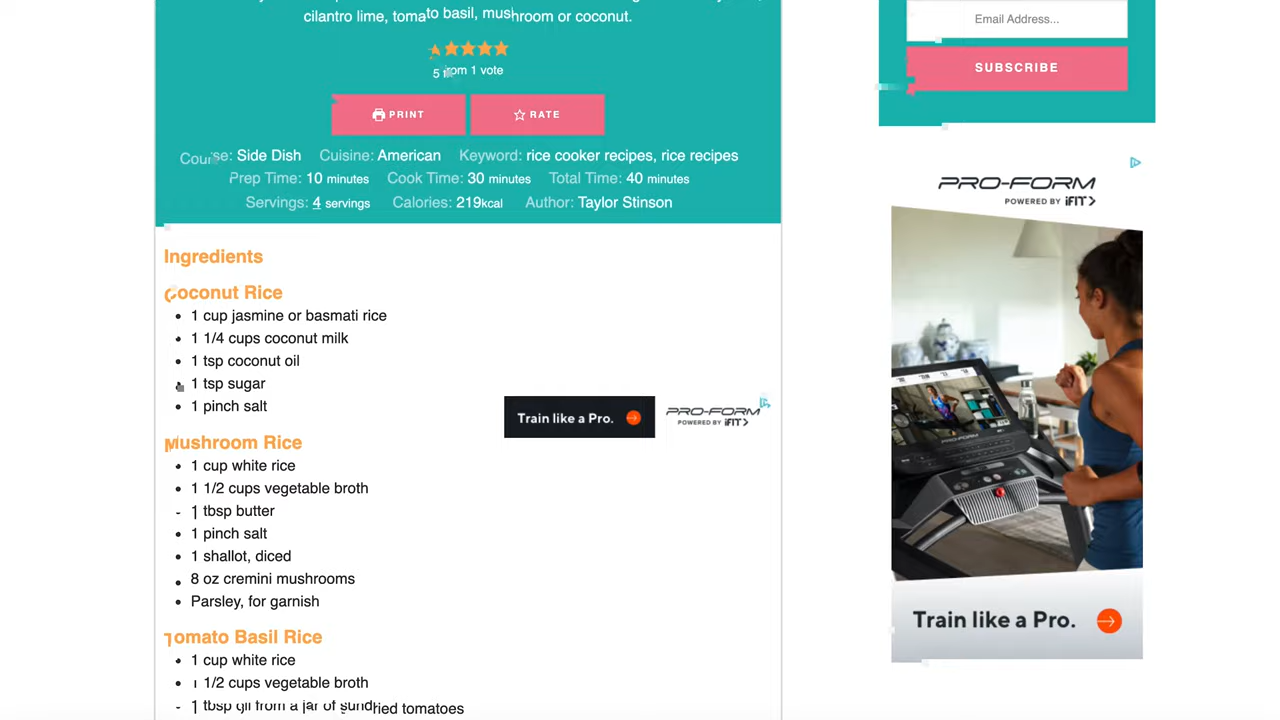 cilantro lime, tomato basil, mushroom or coconut.
5 from 1 vote
PRINT
RATE
Course: Side Dish Cuisine: American Keyword: rice cooker recipes, rice recipes
Prep Time: 10 minutes Cook Time: 30 minutes Total Time: 40 minutes
Servings: 4 servings Calories: 219kcal Author: Taylor Stinson
Ingredients
Coconut Rice
1 cup jasmine or basmati rice
1 1/4 cups coconut milk
1 tsp coconut oil
1 tsp sugar
1 pinch salt
Mushroom Rice
1 cup white rice
1 1/2 cups vegetable broth
1 tbsp butter
1 pinch salt
1 shallot, diced
8 oz cremini mushrooms
Parsley, for garnish
Tomato Basil Rice
1 cup white rice
1 1/2 cups vegetable broth
1 tbsp oil from a jar of sundried tomatoes
Train like a Pro.
PRO-FORM
POWERED BY iFIT
Email Address...
SUBSCRIBE
PRO-FORM
POWERED BY iFIT
PRO-FORM
Train like a Pro.